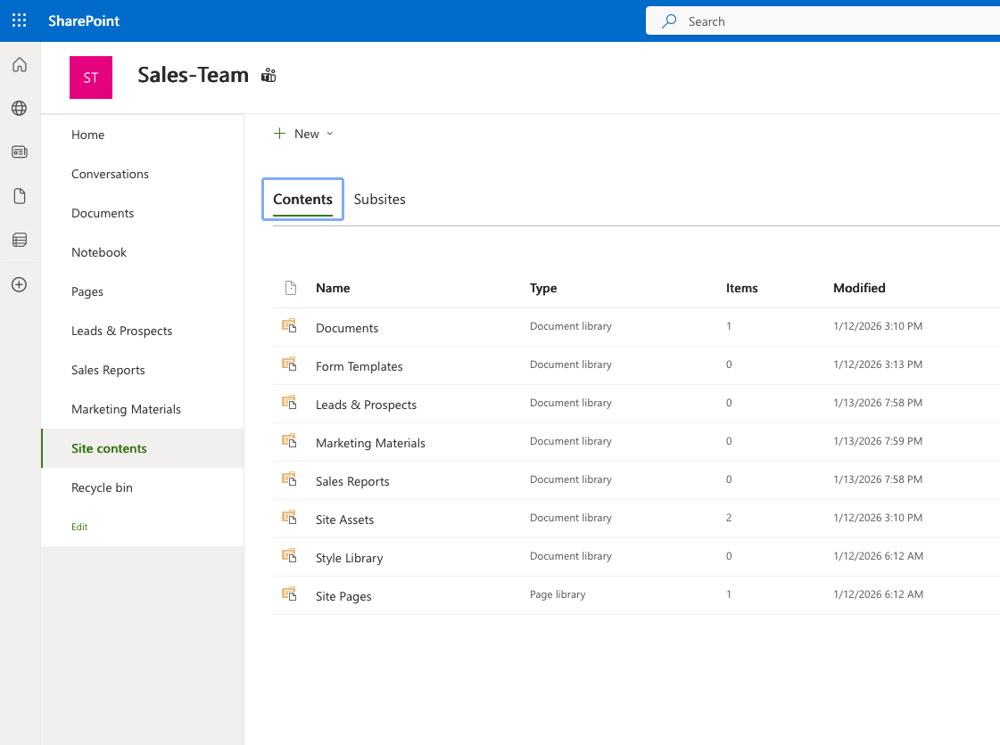 SharePoint
Search
ST
Sales-Team
Home
Conversations
Documents
Notebook
Pages
Leads & Prospects
Sales Reports
Marketing Materials
Site contents
Recycle bin
Edit
New
Contents Subsites
Name Type Items Modified
Documents Document library 1 1/12/2026 3:10 PM
Form Templates Document library 0 1/12/2026 3:13 PM
Leads & Prospects Document library 0 1/13/2026 7:58 PM
Marketing Materials Document library 0 1/13/2026 7:59 PM
Sales Reports Document library 0 1/13/2026 7:58 PM
Site Assets Document library 2 1/12/2026 3:10 PM
Style Library Document library 0 1/12/2026 6:12 AM
Site Pages Page library 1 1/12/2026 6:12 AM